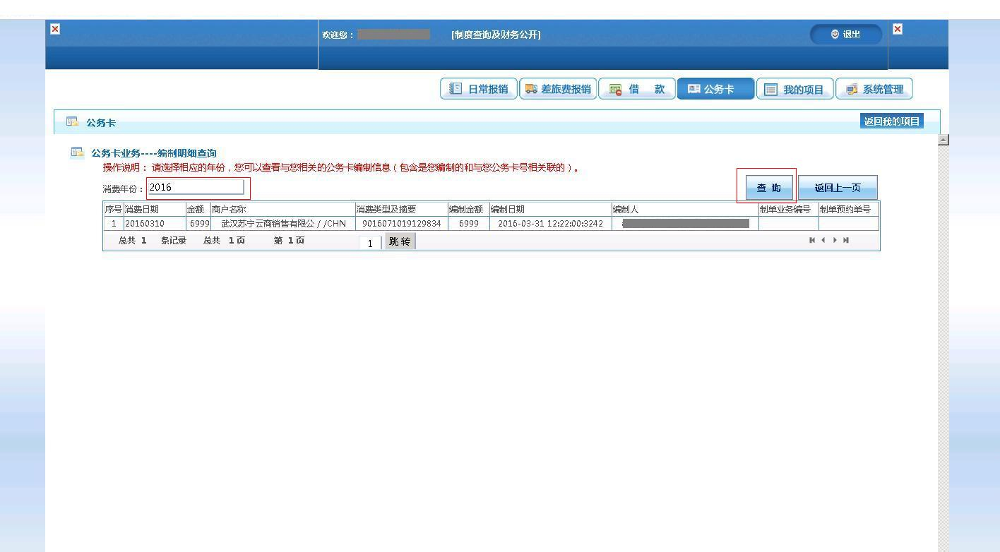 欢迎您： [制度查询及财务公开] 退出
日常报销 差旅费报销 借 款 公务卡 我的项目 系统管理
公务卡 返回我的项目
公务卡业务----编制明细查询
操作说明： 请选择相应的年份，您可以查看与您相关的公务卡编制信息（包含是您编制的和与您公务卡号相关联的）。
消费年份： 2016 查 询 返回上一页
序号 消费日期 金额 商户名称 消费类型及摘要 编制金额 编制日期 编制人 制单业务编号 制单预约单号
1 20160310 6999 武汉苏宁云商销售有限公 / /CHN 9016071019129834 6999 2016-03-31 12:22:00:3242
总共 1 条记录 总共 1页 第 1页 1 跳 转